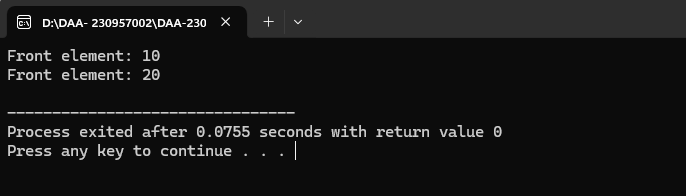 D:\DAA- 230957002\DAA-230
Front element: 10
Front element: 20
--------------------------------
Process exited after 0.0755 seconds with return value 0
Press any key to continue . . .